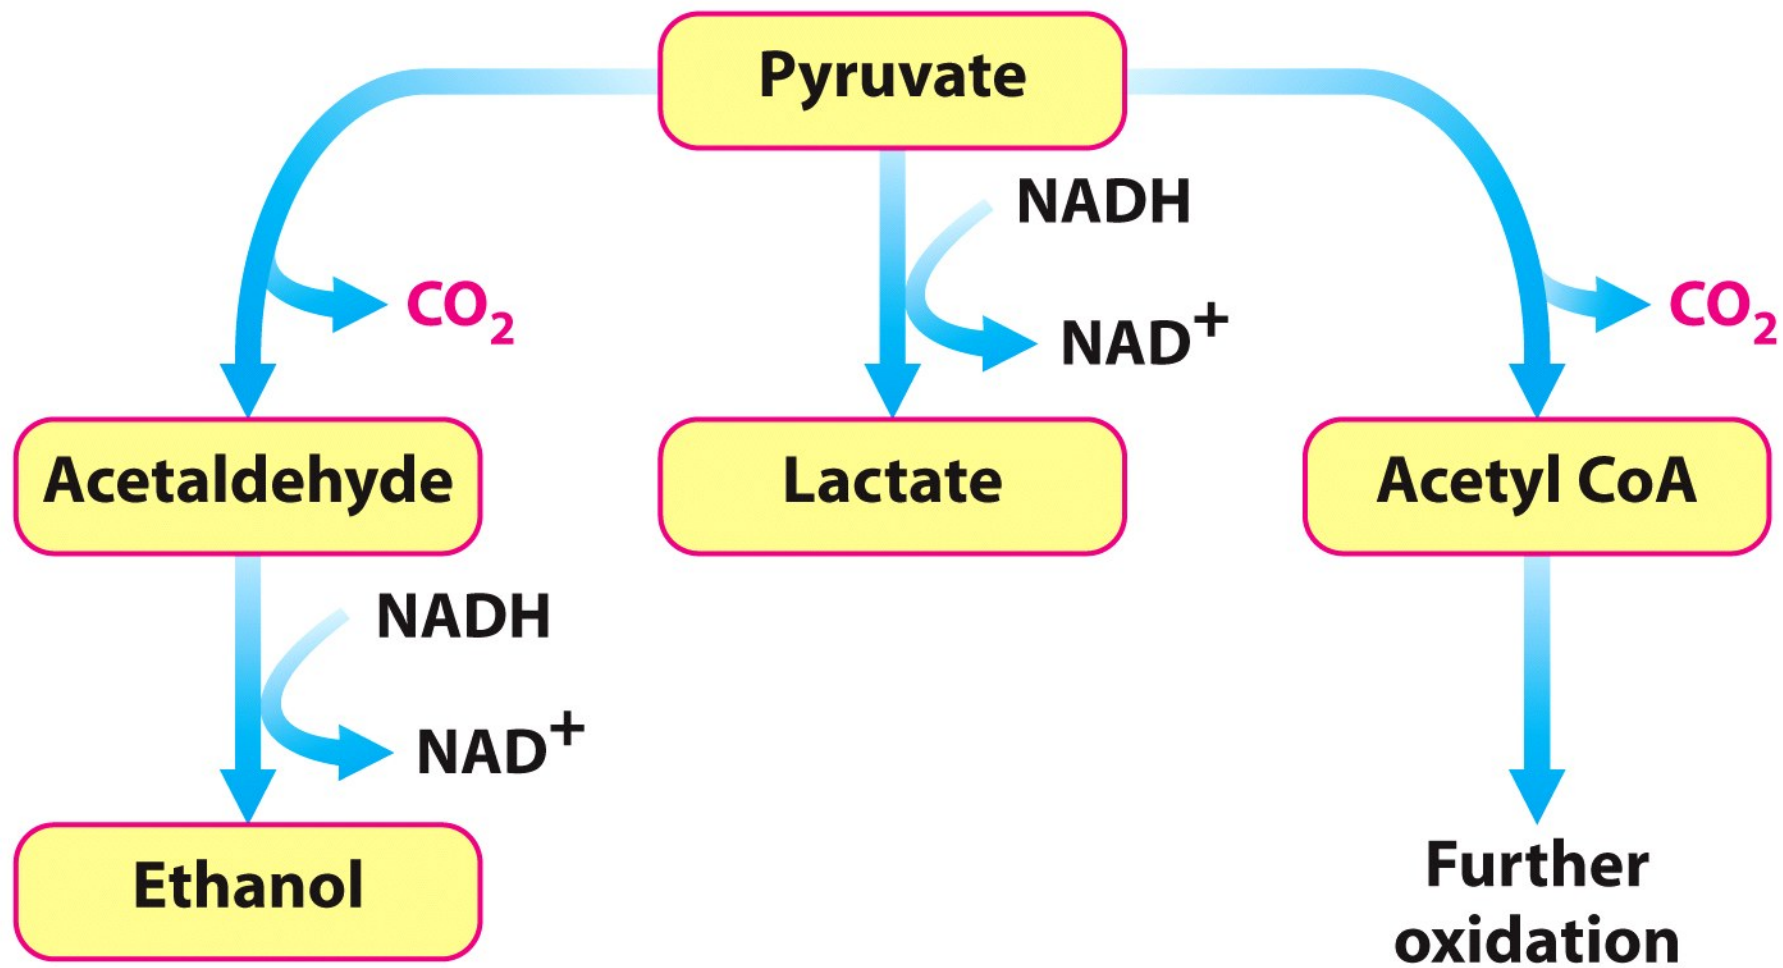 Pyruvate
NADH
CO₂
NAD⁺
CO₂
Acetaldehyde
Lactate
Acetyl CoA
NADH
NAD⁺
Ethanol
Further
oxidation